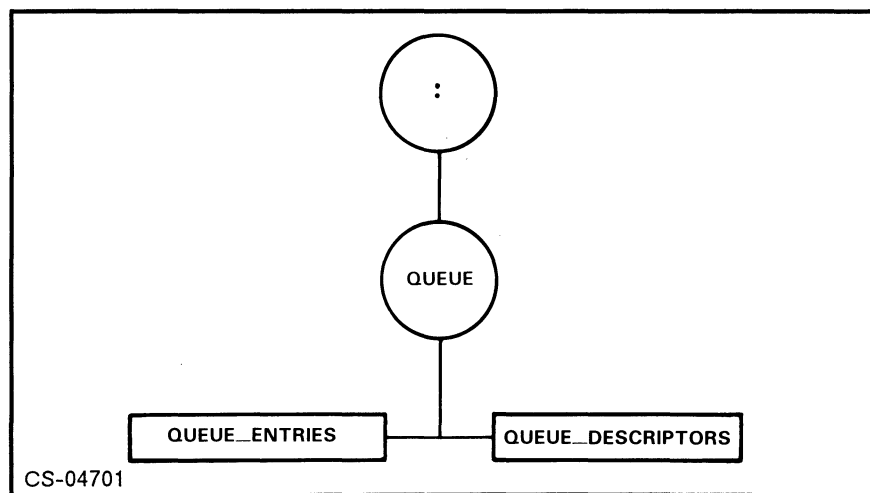 :
QUEUE
QUEUE_ENTRIES
QUEUE_DESCRIPTORS
CS-04701